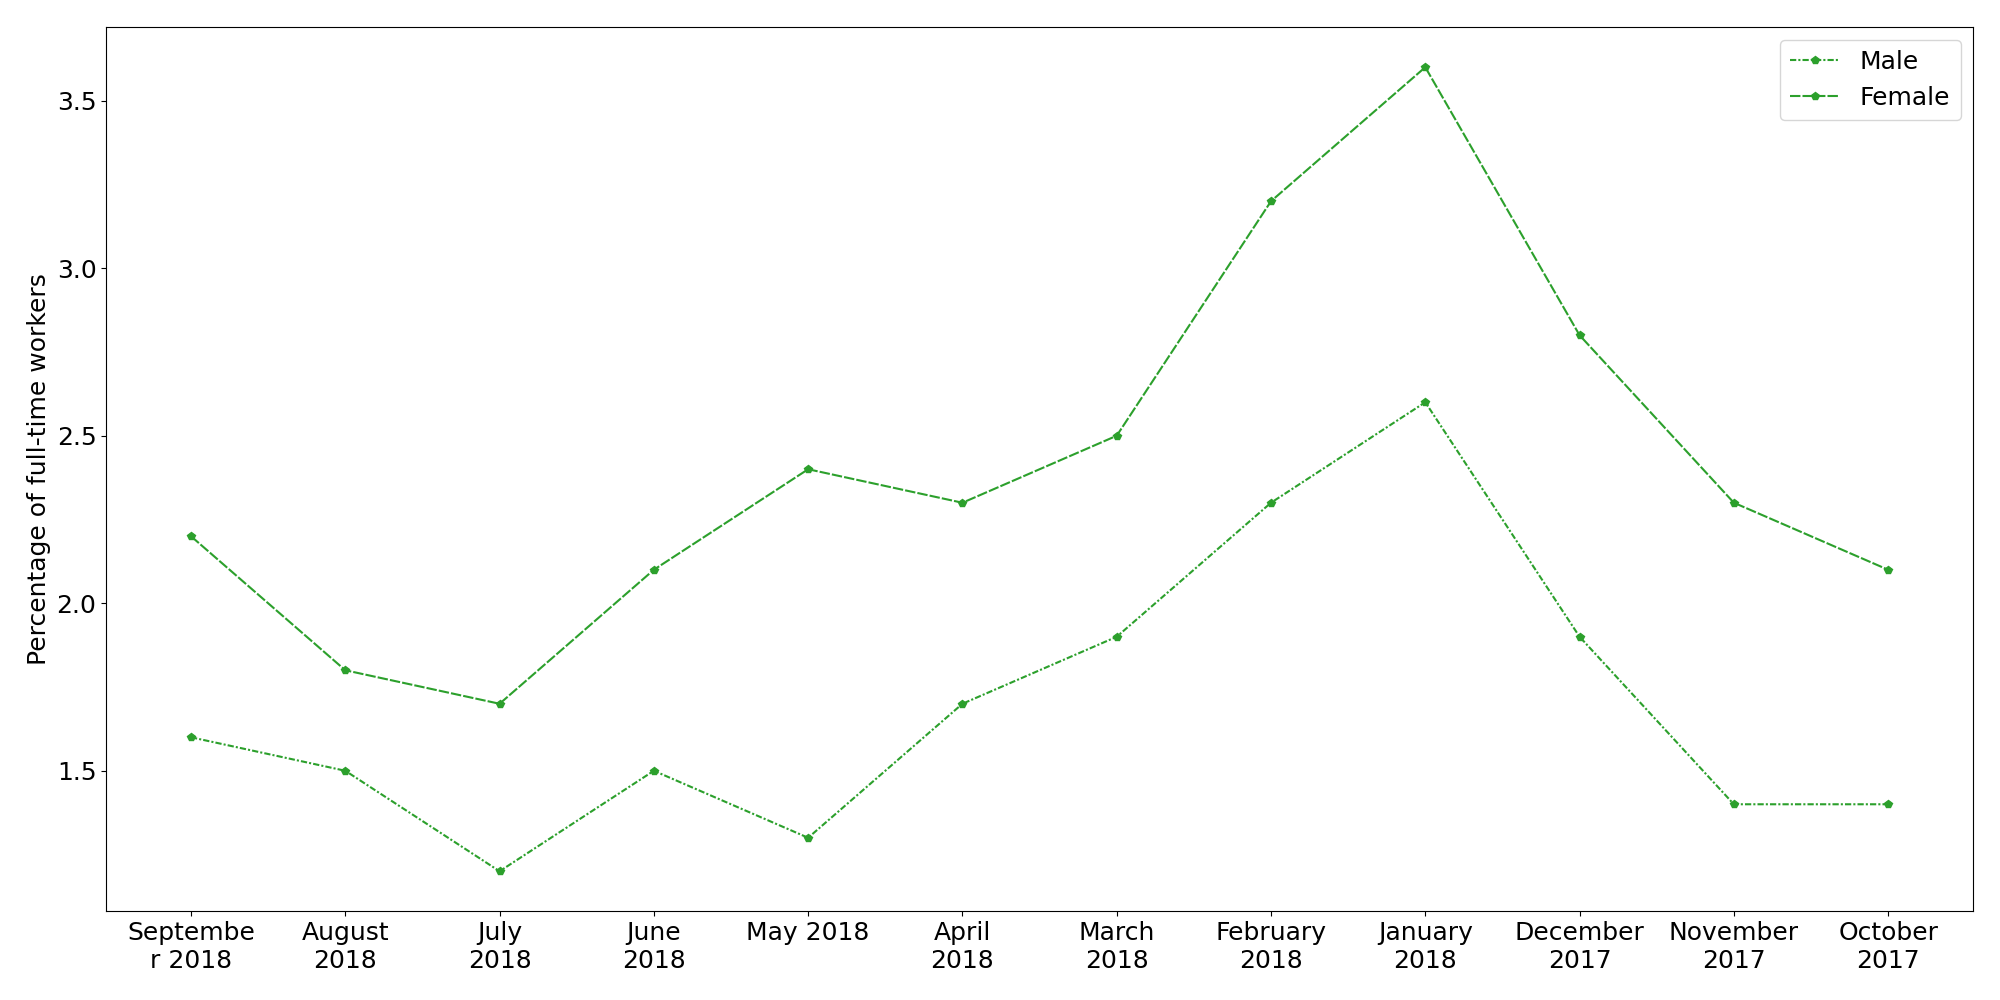 Percentage of full-time workers
3.5
3.0
2.5
2.0
1.5
Male
Female
Septembe
r 2018
August
2018
July
2018
June
2018
May 2018
April
2018
March
2018
February
2018
January
2018
December
2017
November
2017
October
2017